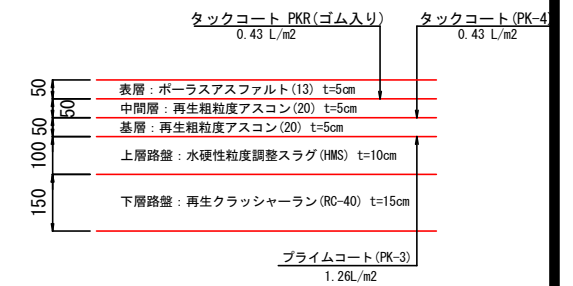 タックコート PKR(ゴム入り)
0.43 L/m2
タックコート(PK-4)
0.43 L/m2
50
表層:ポーラスアスファルト(13) t=5cm
50
中間層:再生粗粒度アスコン(20) t=5cm
50
基層:再生粗粒度アスコン(20) t=5cm
100
上層路盤:水硬性粒度調整スラグ(HMS) t=10cm
150
下層路盤:再生クラッシャーラン(RC-40) t=15cm
プライムコート(PK-3)
1.26L/m2